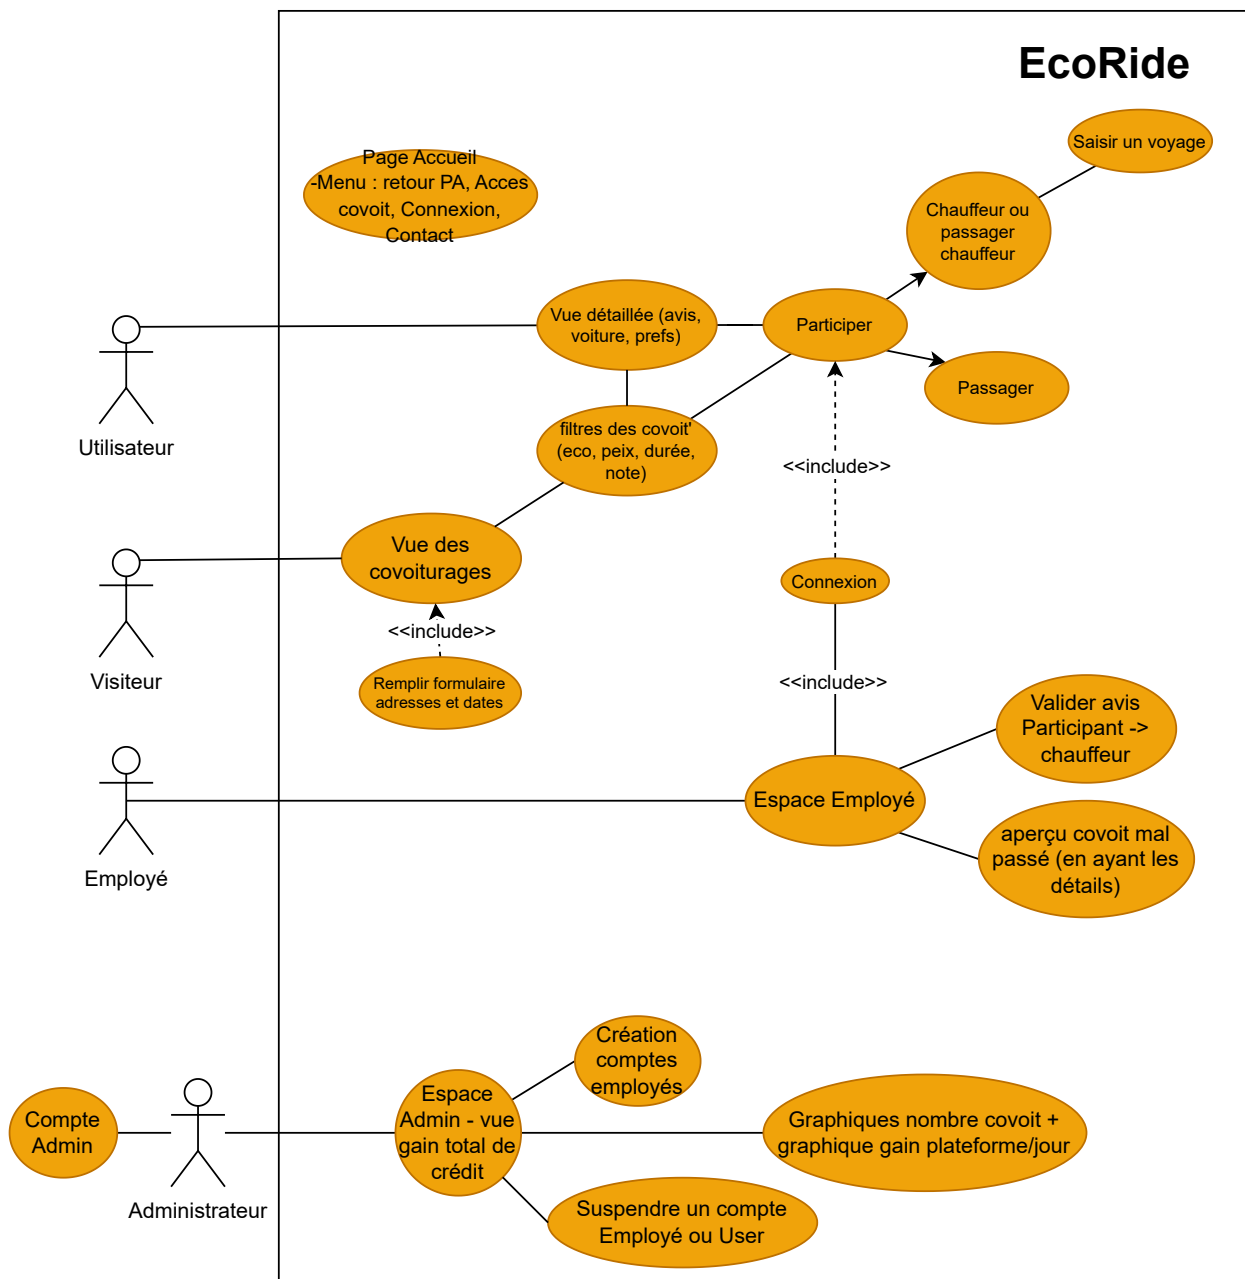 EcoRide
Saisir un voyage
Page Accueil
-Menu : retour PA, Acces
covoit, Connexion,
Contact
Chauffeur ou
passager
chauffeur
Vue détaillée (avis,
voiture, prefs)
Participer
Passager
Utilisateur
filtres des covoit'
(eco, peix, durée,
note)
<<include>>
Vue des
covoiturages
Connexion
<<include>>
Visiteur
Remplir formulaire
adresses et dates
<<include>>
Valider avis
Participant ->
chauffeur
Espace Employé
aperçu covoit mal
passé (en ayant les
détails)
Employé
Création
comptes
employés
Compte
Admin
Espace
Admin - vue
gain total de
crédit
Graphiques nombre covoit +
graphique gain plateforme/jour
Administrateur
Suspendre un compte
Employé ou User